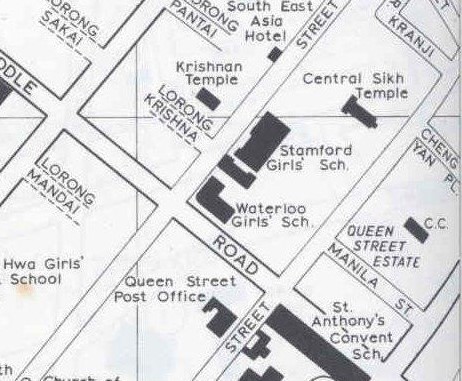 LORONG
SAKAI
LORONG
PANTAI
South East
Asia
Hotel
STREET
KRANJI
Krishnan
Temple
LORONG
KRISHNA
Central Sikh
Temple
Stamford
Girls' Sch.
CHENG
YAN PL.
LORONG
MANDAI
Waterloo
Girls' Sch.
C.C.
QUEEN
STREET
ESTATE
ROAD
MANILA ST
Hwa Girls'
School
Queen Street
Post Office
STREET
St.
Anthony's
Convent
Sch.
Church of